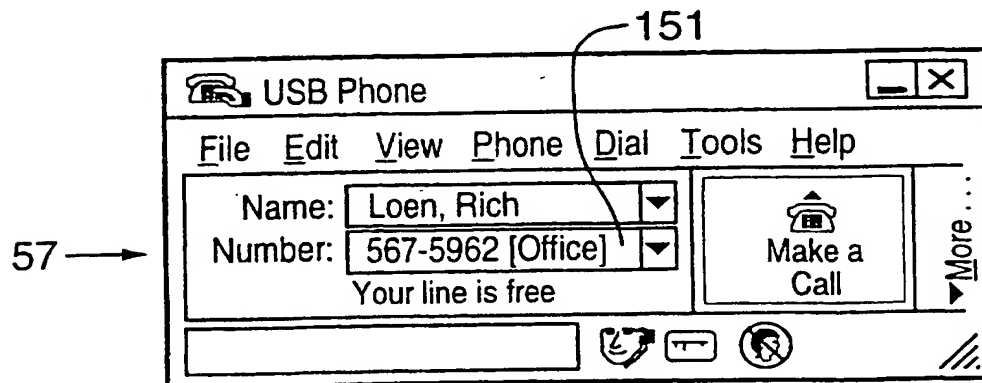 151
USB Phone
File Edit View Phone Dial Tools Help
Name: Loen, Rich
Number: 567-5962 [Office]
Your line is free
Make a
Call
More...
57